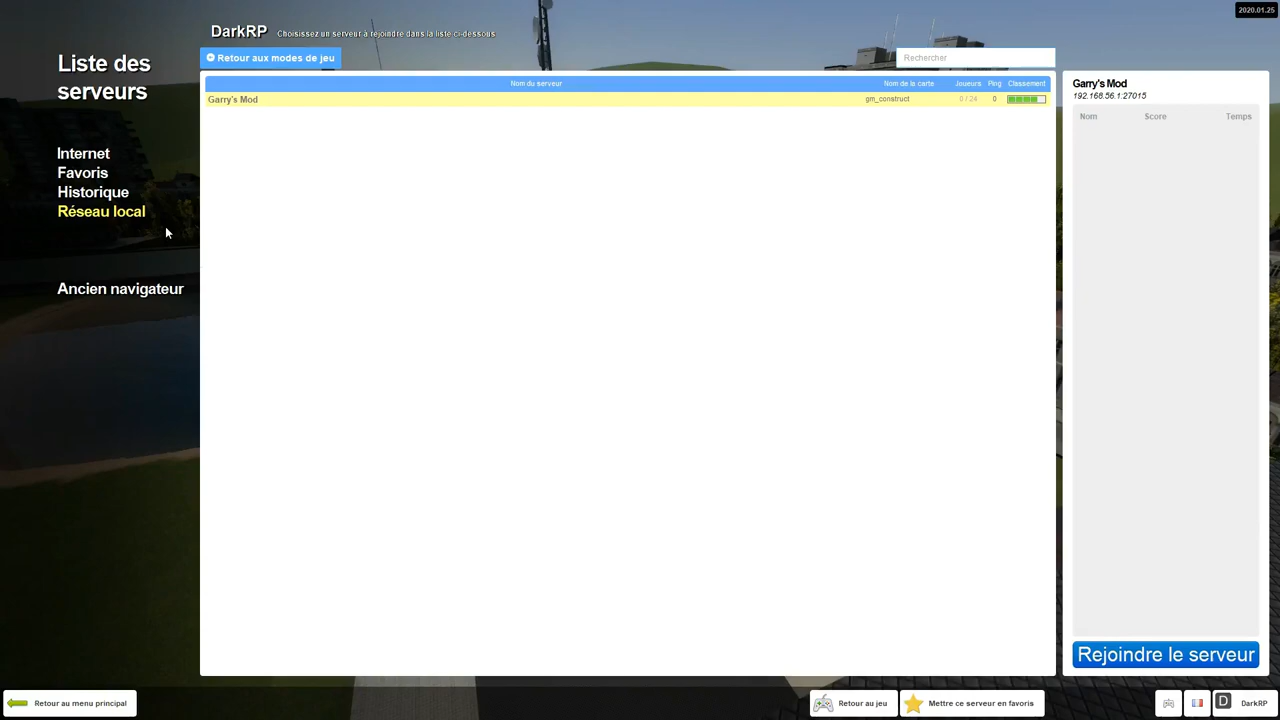 2020.01.25
DarkRP Choisissez un serveur à rejoindre dans la liste ci-dessous
Liste des
serveurs
Internet
Favoris
Historique
Réseau local
Ancien navigateur
Retour aux modes de jeu
Rechercher
Nom du serveur Nom de la carte Joueurs Ping Classement
Garry's Mod gm_construct 0 / 24 0
Garry's Mod
192.168.56.1:27015
Nom Score Temps
Rejoindre le serveur
Retour au menu principal
Retour au jeu
Mettre ce serveur en favoris
D DarkRP